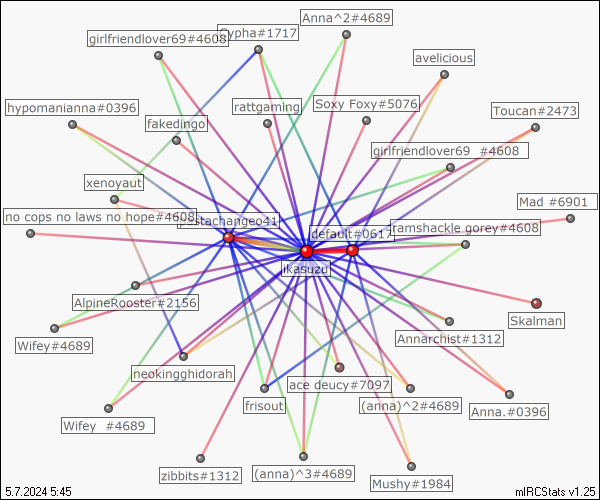 Anna^2#4689
girlfriendlover69#4608
Cypha#1717
avelicious
hypomanianna#0396
rattgaming
Soxy Foxy#5076
Toucan#2473
fakedingo
girlfriendlover69  #4608
xenoyaut
Mad #6901
no cops no laws no hope#4608
pestachangeo41
default#0617
ramshackle gorey#4608
ikasuzu
AlpineRooster#2156
Skalman
Wifey#4689
Annarchist#1312
neokingghidorah
ace deucy#7097
frisout
(anna)^2#4689
Anna.#0396
Wifey  #4689
zibbits#1312
(anna)^3#4689
Mushy#1984
5.7.2024 5:45
mIRCStats v1.25